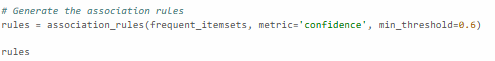 # Generate the association rules
rules = association_rules(frequent_itemsets, metric='confidence', min_threshold=0.6)
rules